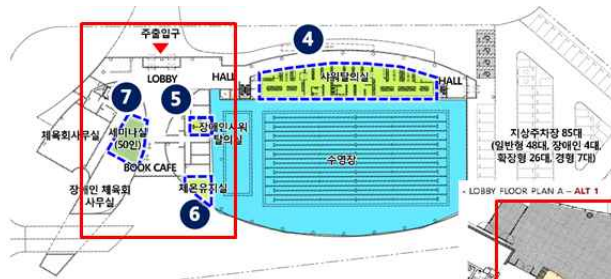 주출입구
4
LOBBY
HALL
샤워탈의실
HALL
7
5
체육회사무실
세미나실
(50인)
장애인샤워
탈의실
수영장
지상주차장 85대
(일반형 48대, 장애인 4대,
확장형 26대, 경형 7대)
BOOK CAFE
체온유지실
장애인 체육회
사무실
6
- LOBBY FLOOR PLAN A – ALT 1